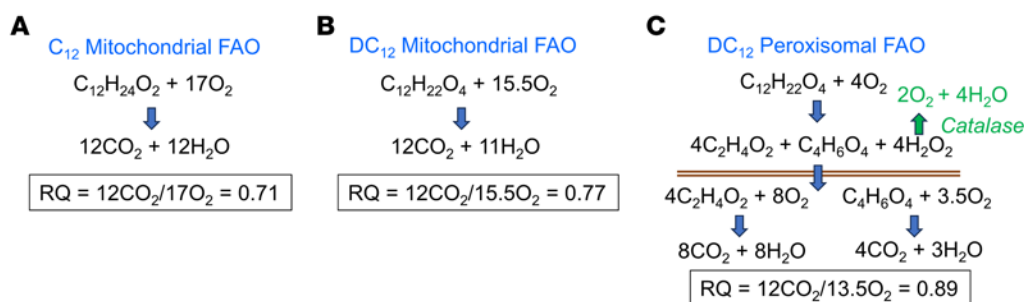 A
C₁₂ Mitochondrial FAO
C₁₂H₂₄O₂ + 17O₂
12CO₂ + 12H₂O
RQ = 12CO₂/17O₂ = 0.71
B
DC₁₂ Mitochondrial FAO
C₁₂H₂₂O₄ + 15.5O₂
12CO₂ + 11H₂O
RQ = 12CO₂/15.5O₂ = 0.77
C
DC₁₂ Peroxisomal FAO
C₁₂H₂₂O₄ + 4O₂
2O₂ + 4H₂O
Catalase
4C₂H₄O₂ + C₄H₆O₄ + 4H₂O₂
4C₂H₄O₂ + 8O₂
C₄H₆O₄ + 3.5O₂
8CO₂ + 8H₂O
4CO₂ + 3H₂O
RQ = 12CO₂/13.5O₂ = 0.89